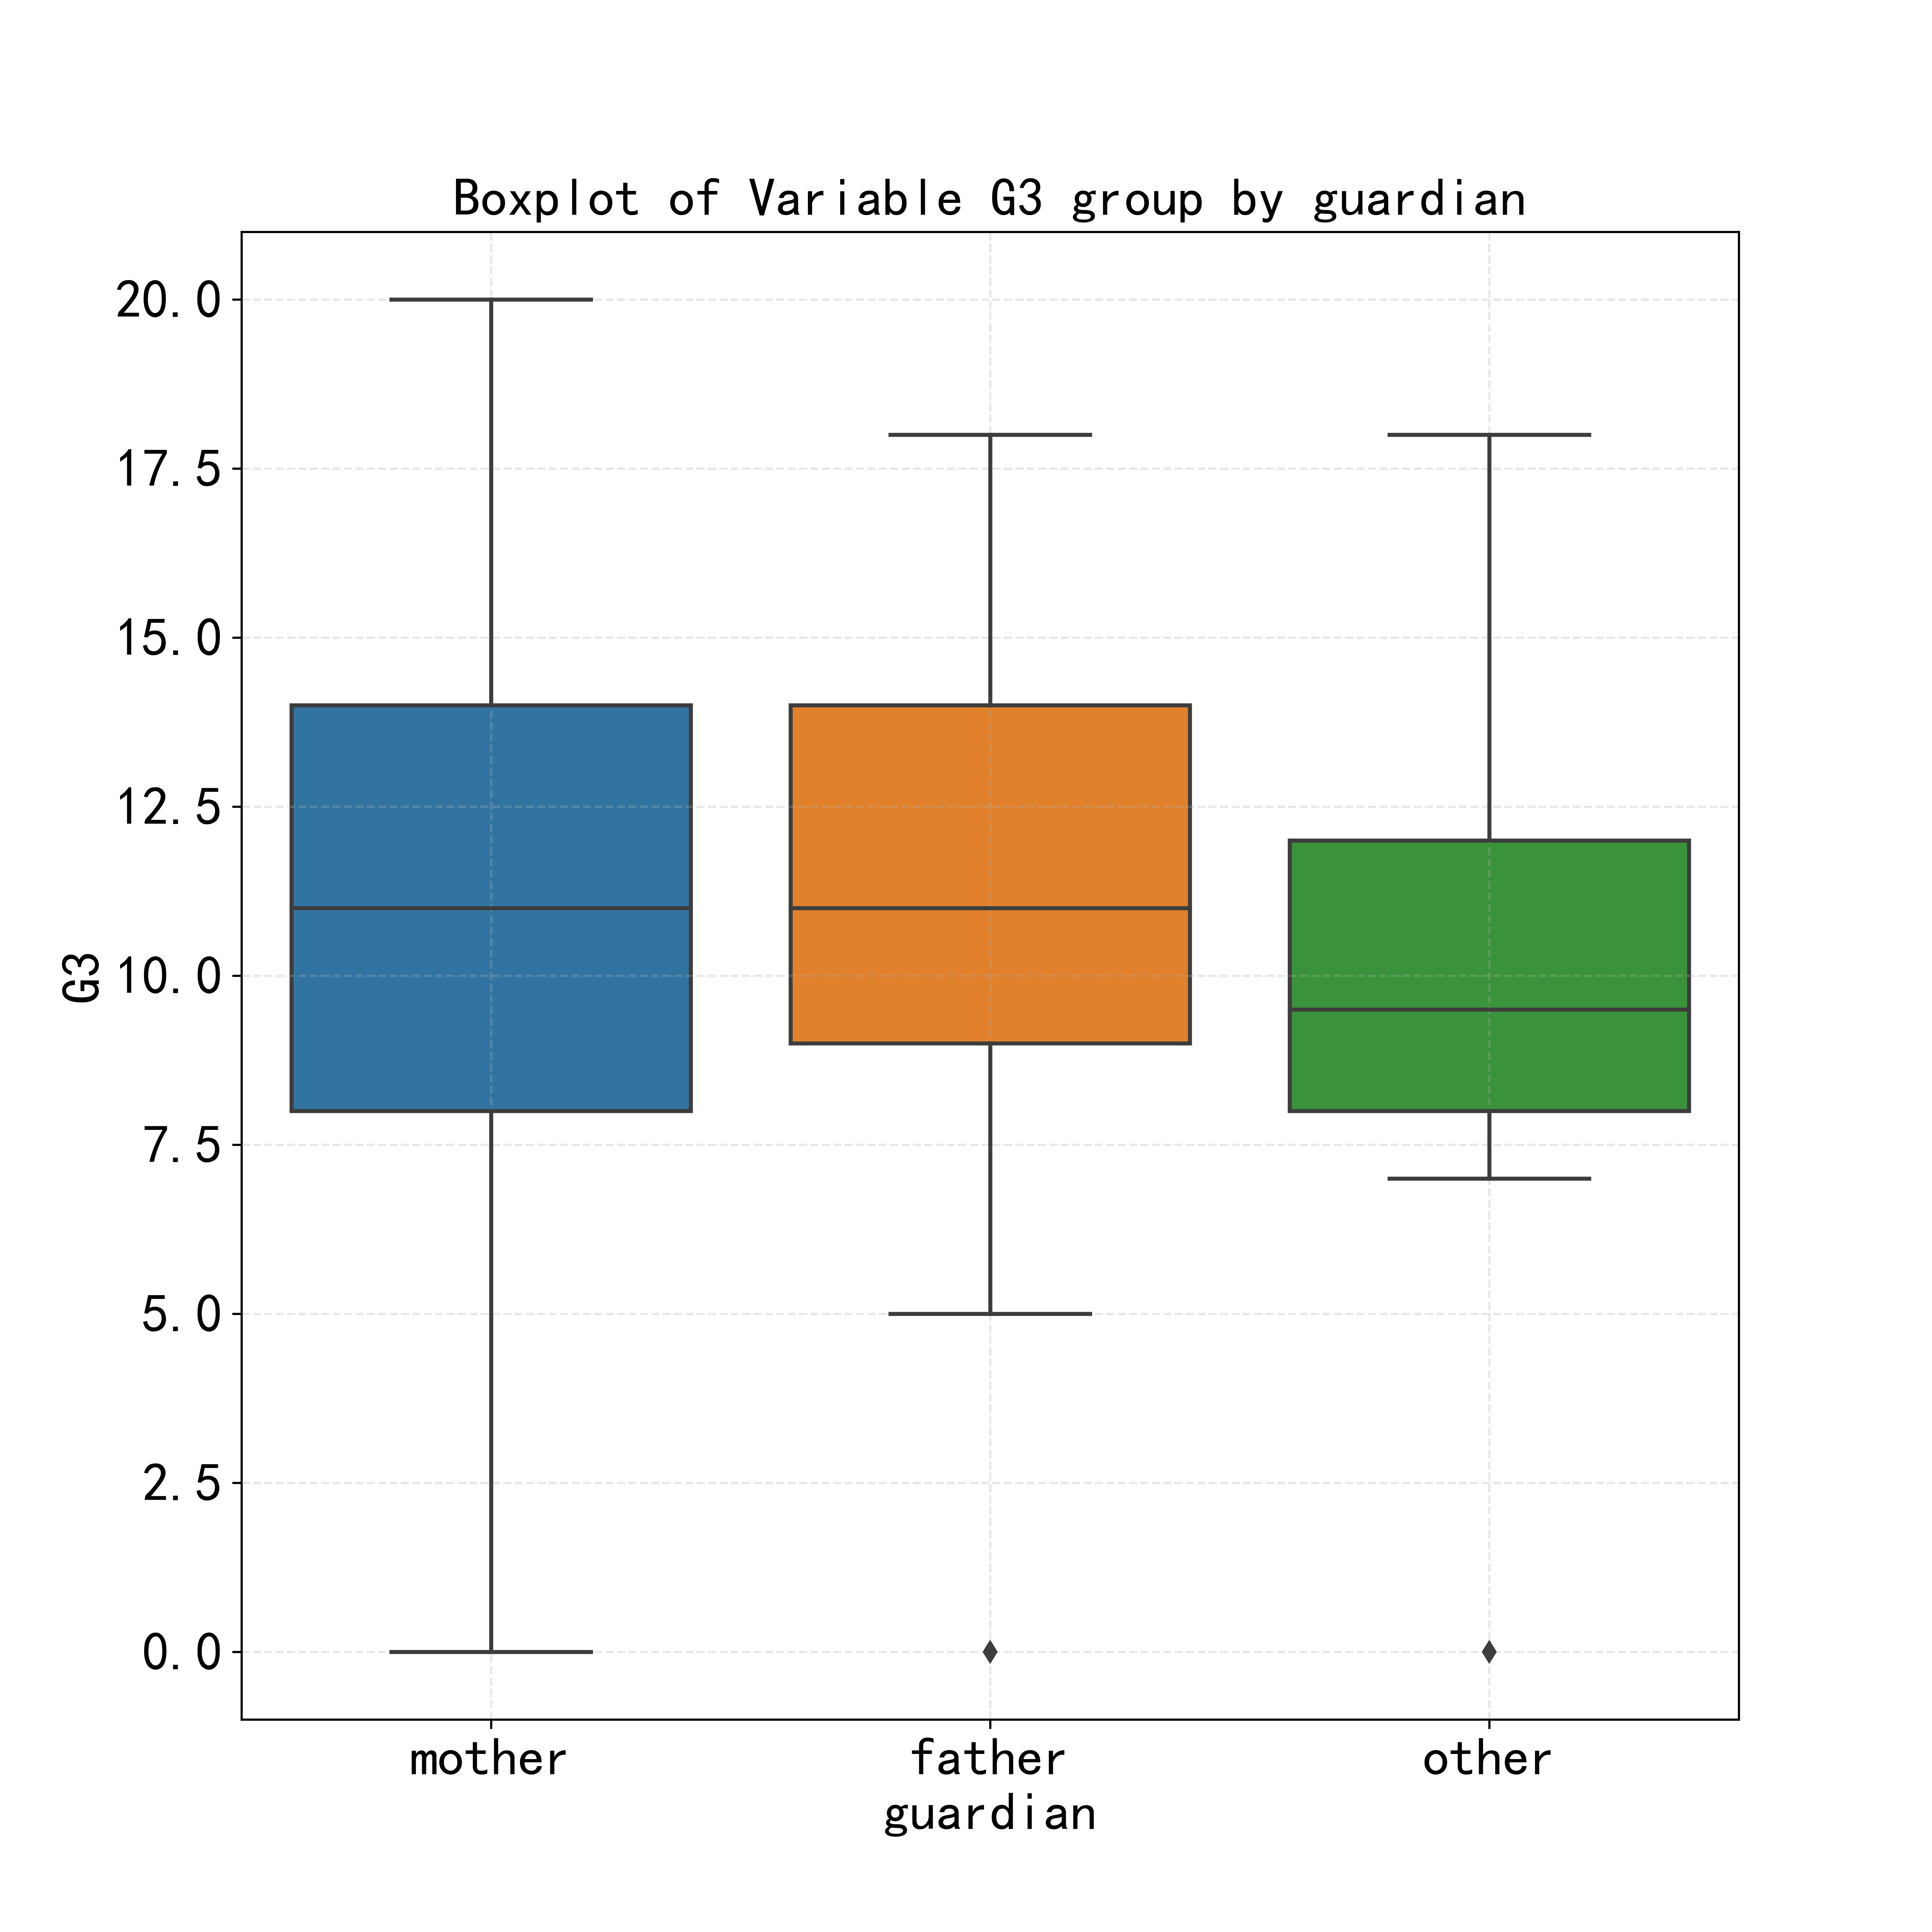 Boxplot of Variable G3 group by guardian
20.0
17.5
15.0
12.5
10.0
7.5
5.0
2.5
0.0
G3
mother father other
guardian